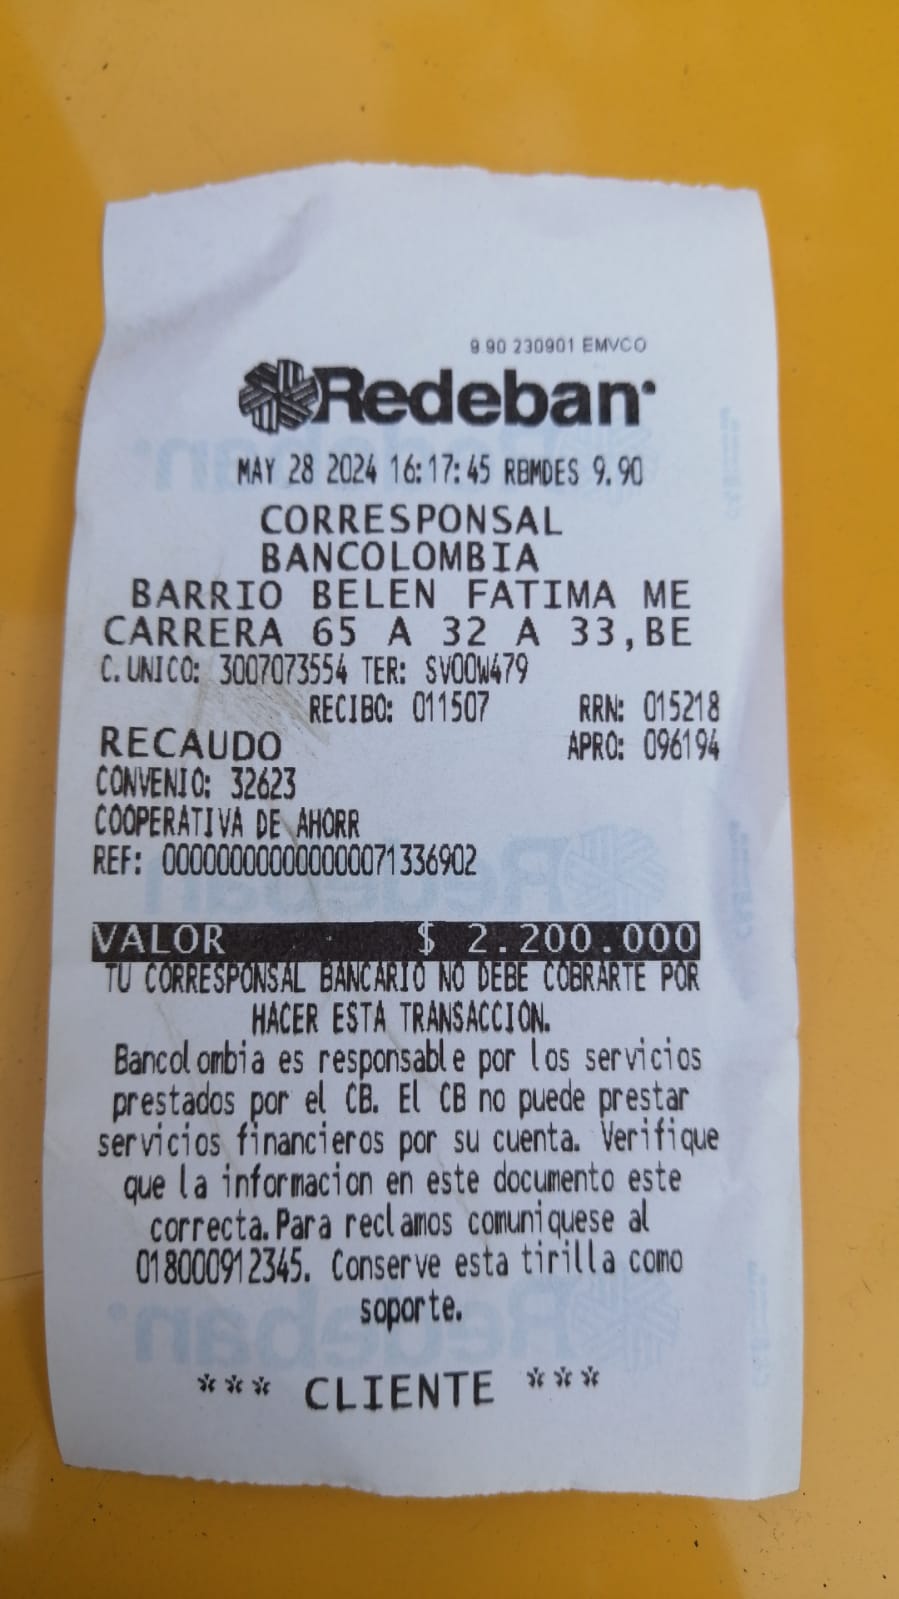 9 90 230901 EMVCO
Redeban
MAY 28 2024 16:17:45 RBMDES 9.90
CORRESPONSAL
BANCOLOMBIA
BARRIO BELEN FATIMA ME
CARRERA 65 A 32 A 33,BE
C.UNICO: 3007073554 TER: SV00W479
RECIBO: 011507 RRN: 015218
RECAUDO APRO: 096194
CONVENIO: 32623
COOPERATIVA DE AHORR
REF: 000000000000000071336902
VALOR $ 2.200.000
TU CORRESPONSAL BANCARIO NO DEBE COBRARTE POR
HACER ESTA TRANSACCION.
Bancolombia es responsable por los servicios
prestados por el CB. El CB no puede prestar
servicios financieros por su cuenta. Verifique
que la informacion en este documento este
correcta.Para reclamos comuniquese al
018000912345. Conserve esta tirilla como
soporte.
*** CLIENTE ***